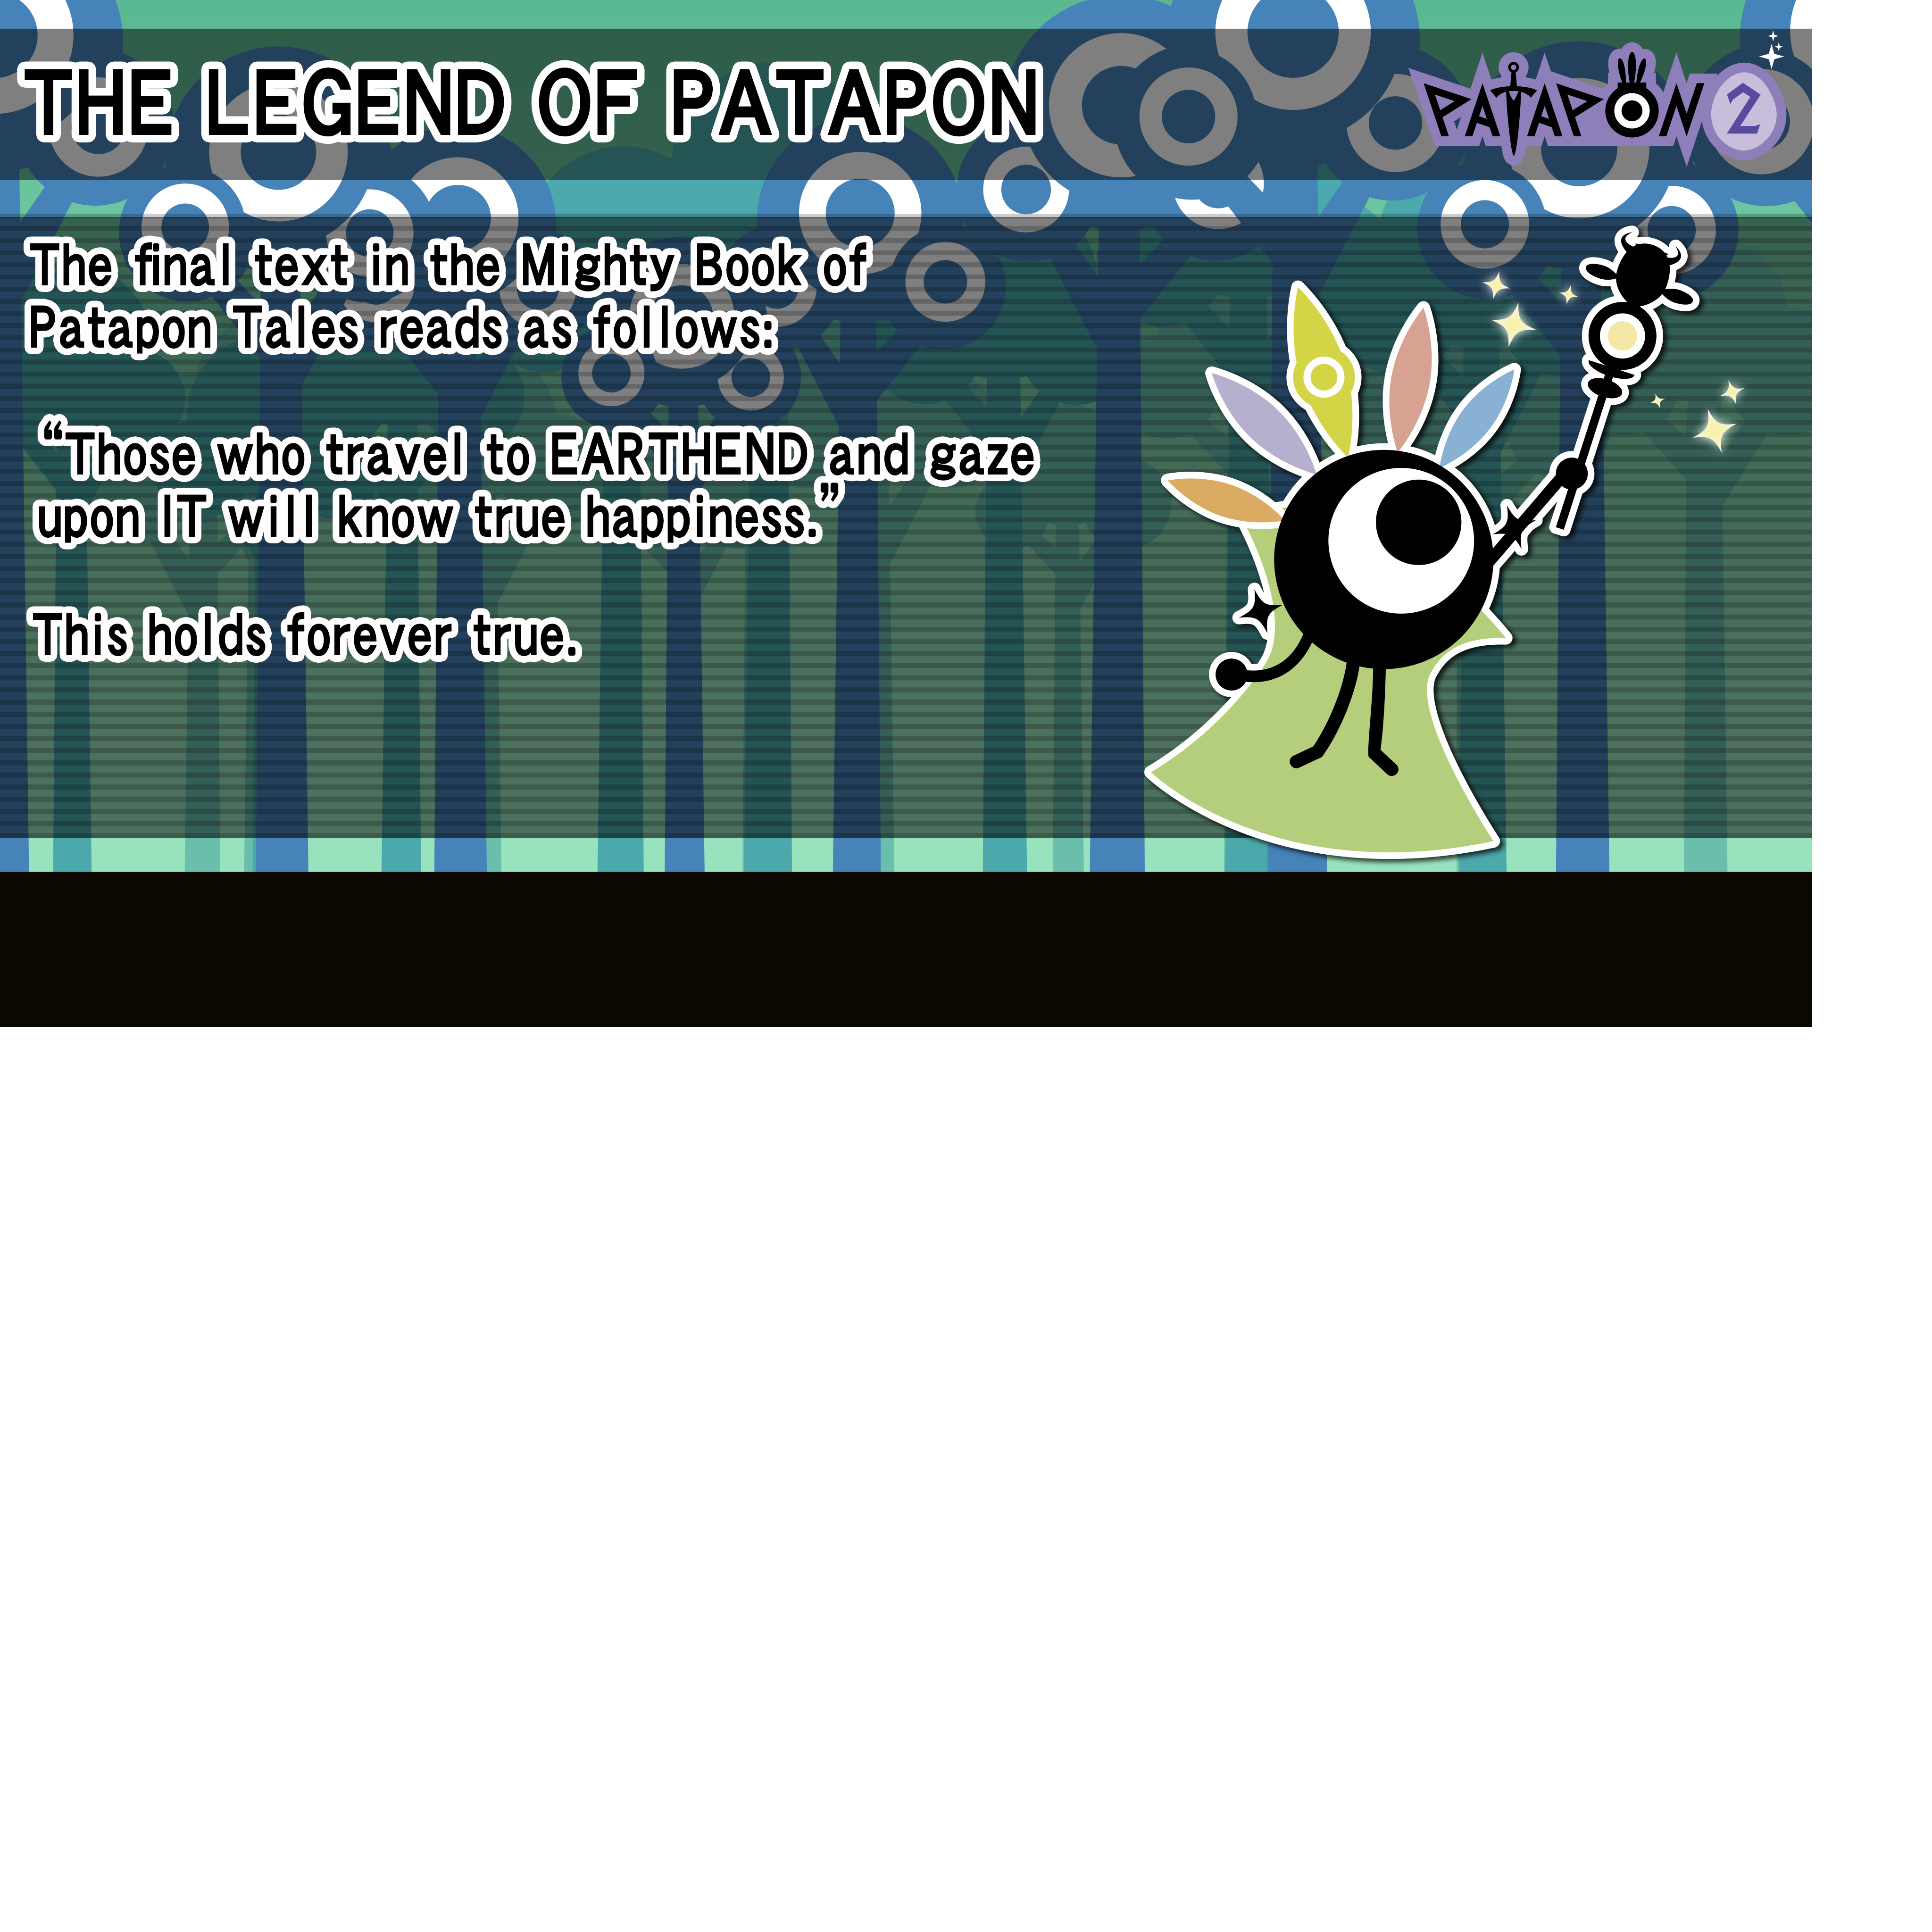 THE LEGEND OF PATAPON
PATAPON 2
The final text in the Mighty Book of
Patapon Tales reads as follows:
“Those who travel to EARTHEND and gaze
upon IT will know true happiness.”
This holds forever true.